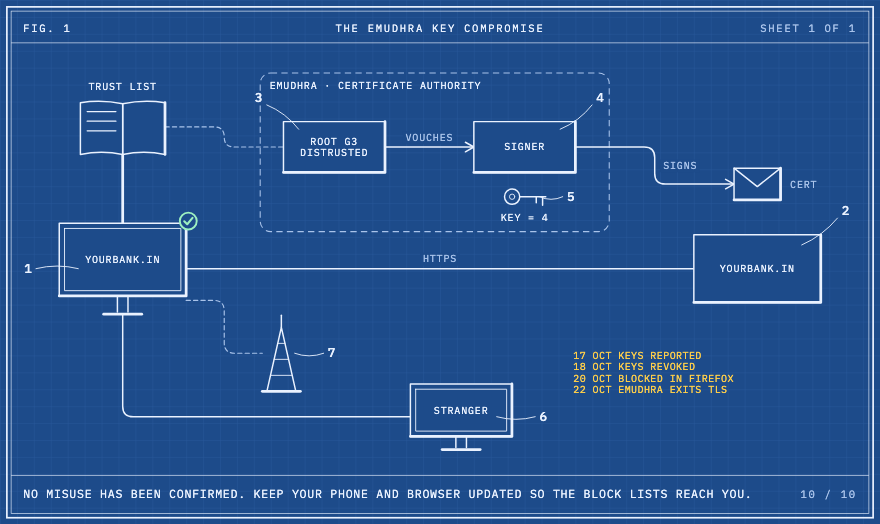 FIG. 1
THE EMUDHRA KEY COMPROMISE
SHEET 1 OF 1
TRUST LIST
EMUDHRA · CERTIFICATE AUTHORITY
3
4
ROOT G3
DISTRUSTED
VOUCHES
SIGNER
SIGNS
CERT
5
KEY = 4
2
1
YOURBANK.IN
HTTPS
YOURBANK.IN
7
17 OCT KEYS REPORTED
18 OCT KEYS REVOKED
20 OCT BLOCKED IN FIREFOX
22 OCT EMUDHRA EXITS TLS
STRANGER
6
NO MISUSE HAS BEEN CONFIRMED. KEEP YOUR PHONE AND BROWSER UPDATED SO THE BLOCK LISTS REACH YOU.
10 / 10